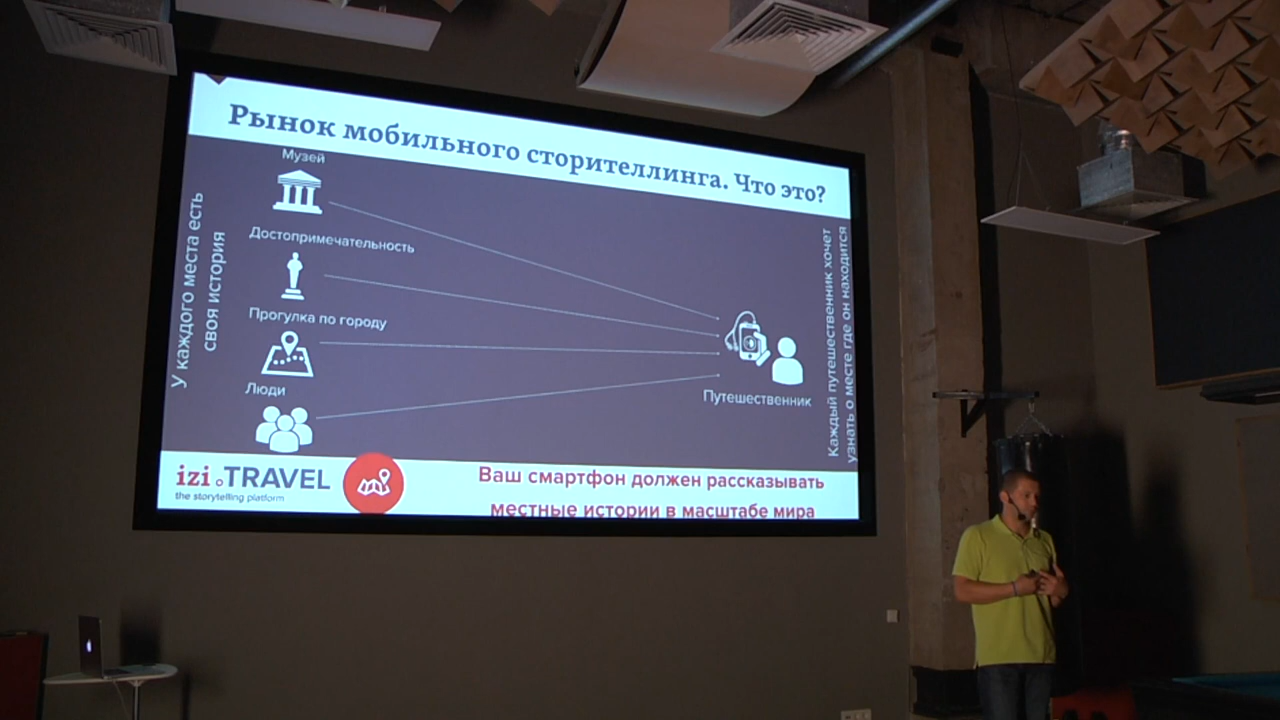 Рынок мобильного сторителлинга. Что это?
У каждого места есть
своя история
Музей
Достопримечательность
Прогулка по городу
Люди
Путешественник
Каждый путешественник хочет
узнать о месте где он находится
izi.TRAVEL
the storytelling platform
Ваш смартфон должен рассказывать
местные истории в масштабе мира